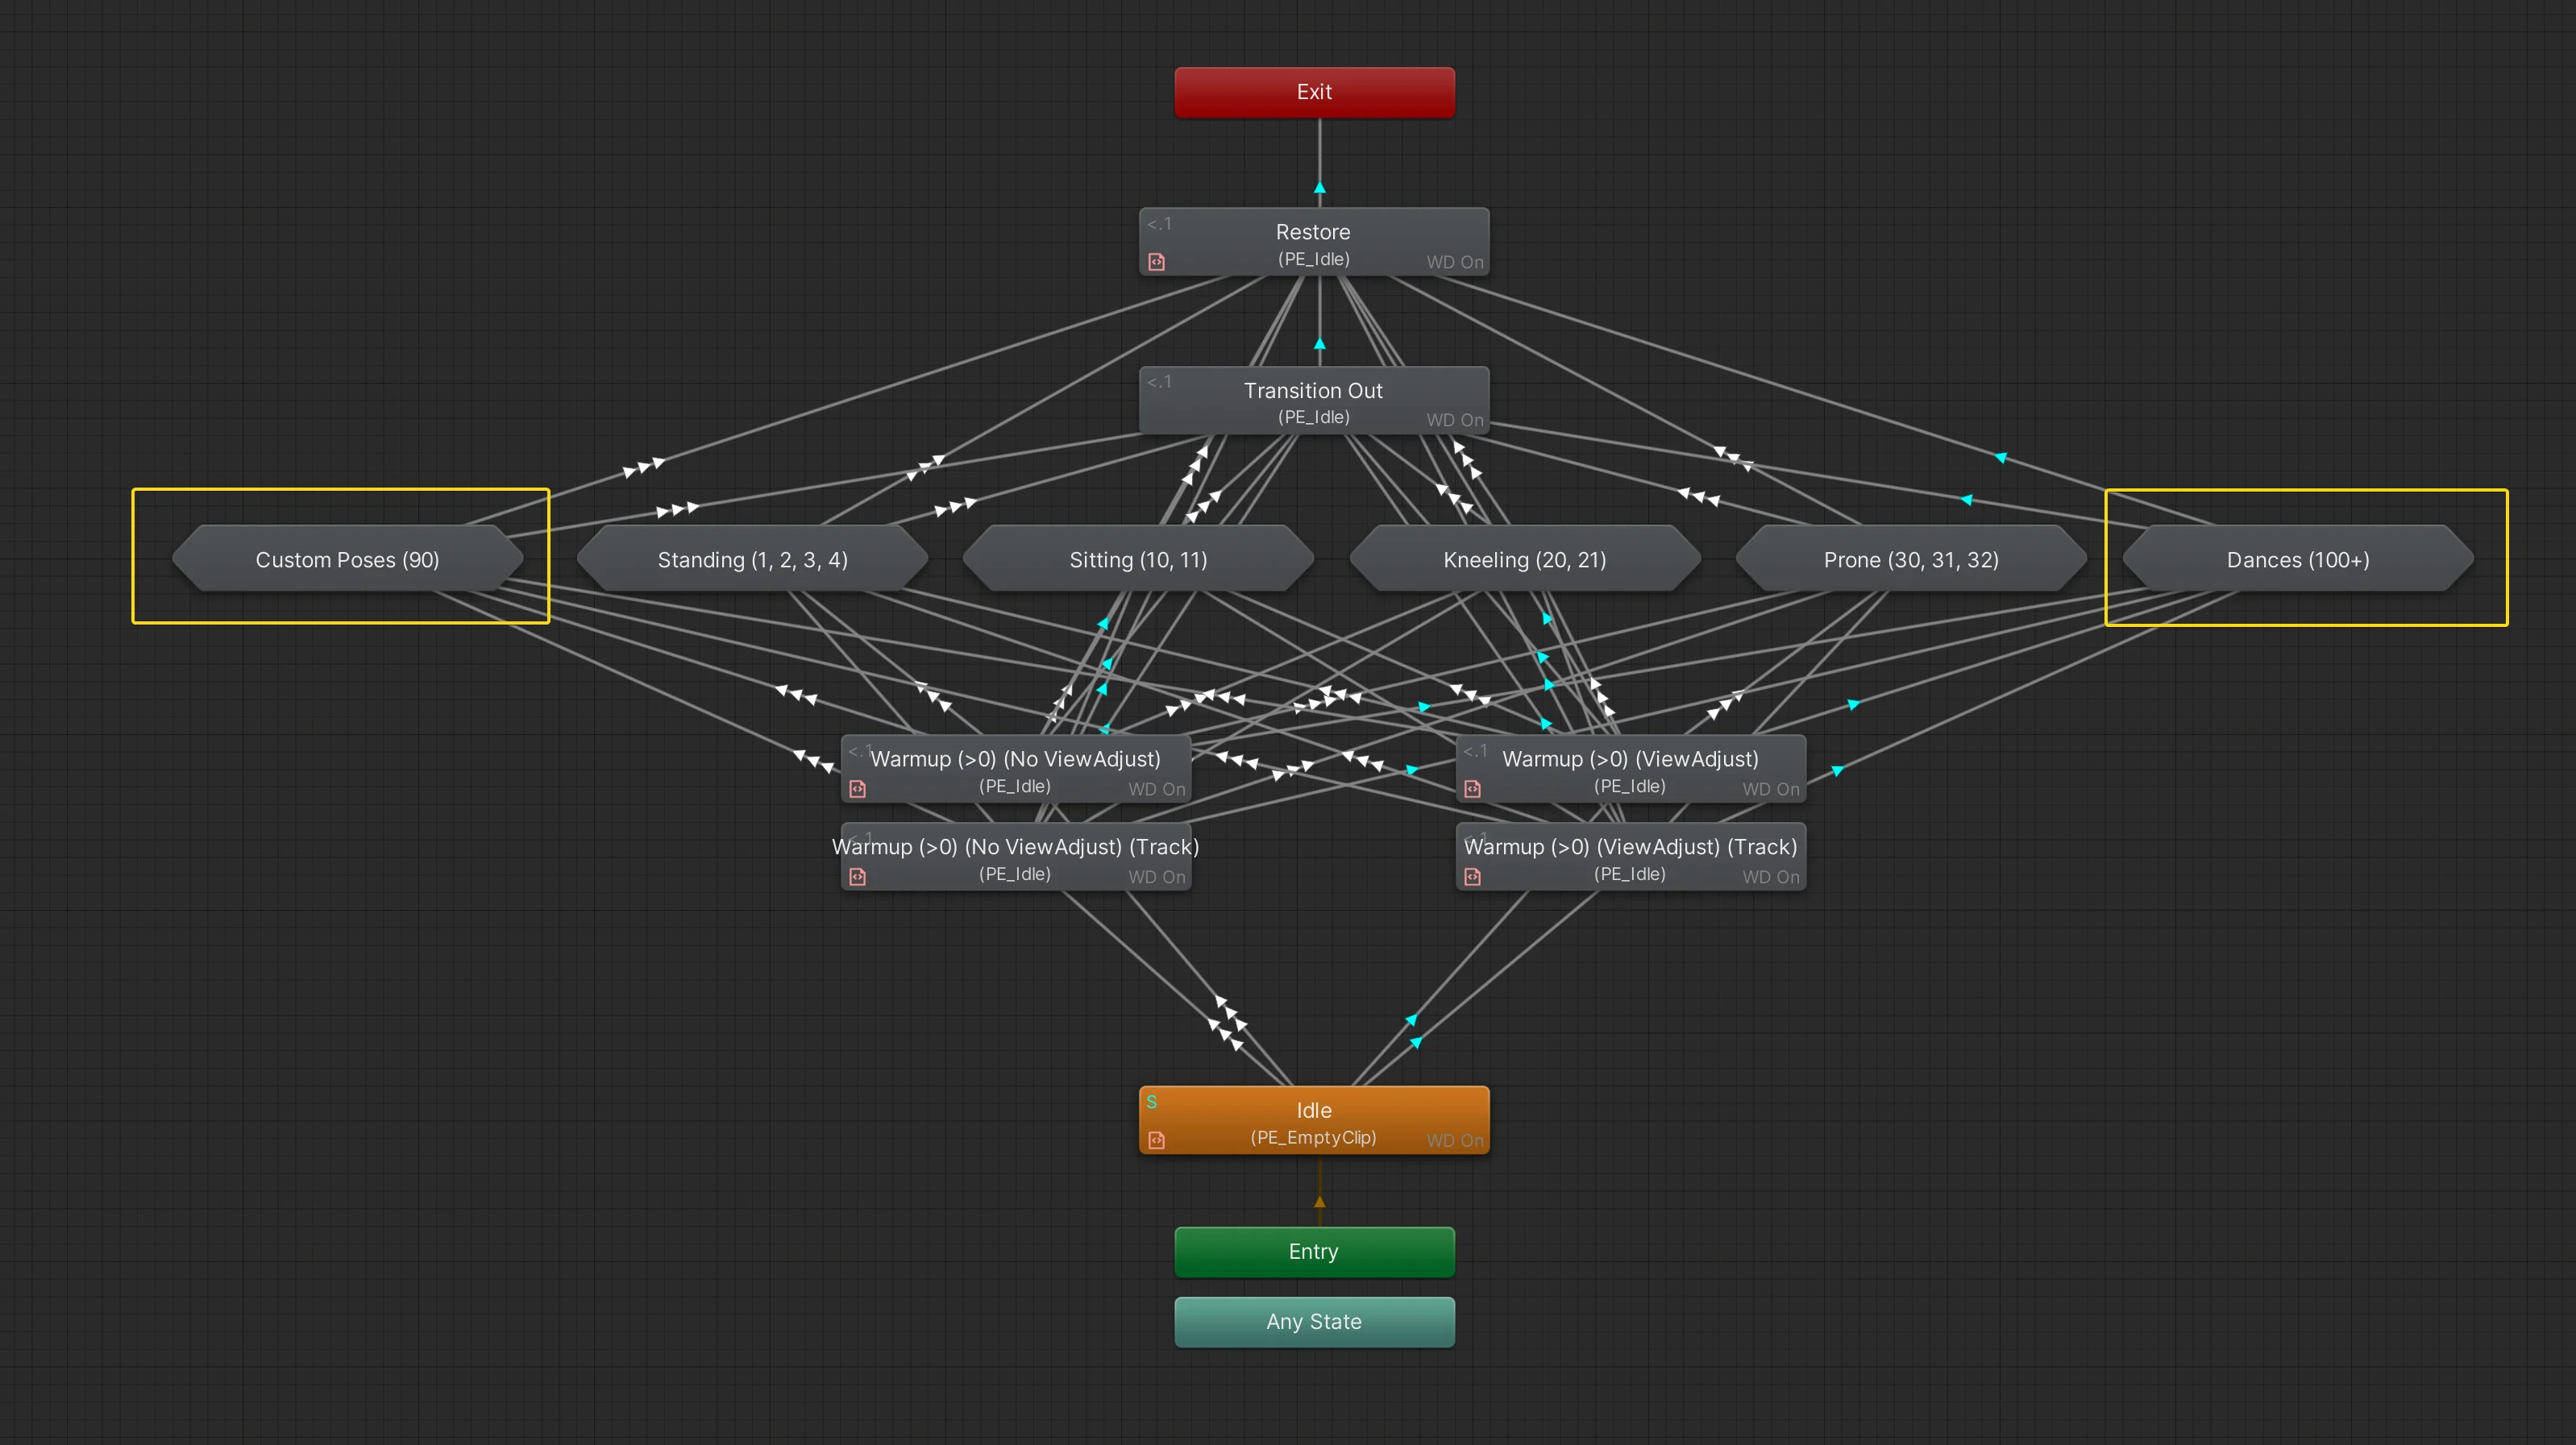 Exit
<.1
Restore
(PE_Idle)
WD On
<.1
Transition Out
(PE_Idle)
WD On
Custom Poses (90)
Standing (1, 2, 3, 4)
Sitting (10, 11)
Kneeling (20, 21)
Prone (30, 31, 32)
Dances (100+)
<.1
Warmup (>0) (No ViewAdjust)
(PE_Idle)
WD On
<.1
Warmup (>0) (ViewAdjust)
(PE_Idle)
WD On
<.1
Warmup (>0) (No ViewAdjust) (Track)
(PE_Idle)
WD On
<.1
Warmup (>0) (ViewAdjust) (Track)
(PE_Idle)
WD On
S
Idle
(PE_EmptyClip)
WD On
Entry
Any State